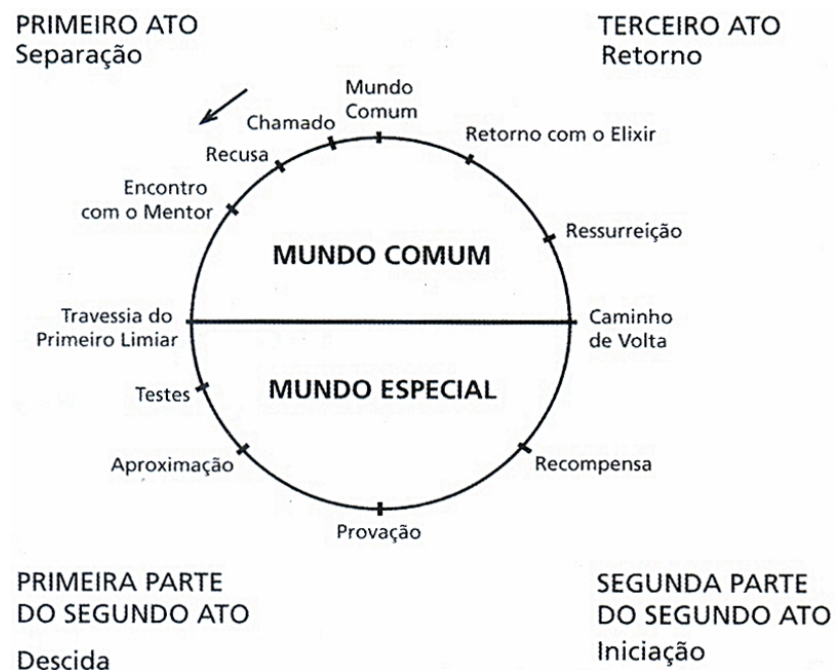 PRIMEIRO ATO
Separação
TERCEIRO ATO
Retorno
Mundo
Comum
Chamado
Recusa
Encontro
com o Mentor
Retorno com o Elixir
Ressurreição
MUNDO COMUM
Travessia do
Primeiro Limiar
Caminho
de Volta
MUNDO ESPECIAL
Testes
Aproximação
Recompensa
Provação
PRIMEIRA PARTE
DO SEGUNDO ATO
Descida
SEGUNDA PARTE
DO SEGUNDO ATO
Iniciação